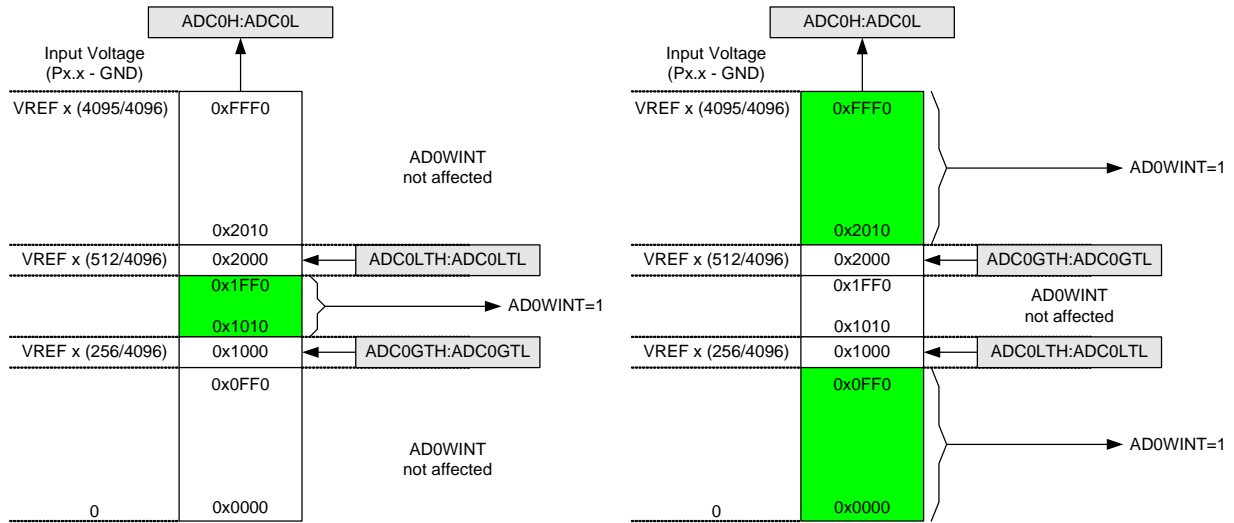 ADC0H:ADC0L
Input Voltage
(Px.x - GND)
VREF x (4095/4096)
0xFFF0
AD0WINT
not affected
0x2010
VREF x (512/4096)
0x2000
ADC0LTH:ADC0LTL
0x1FF0
AD0WINT=1
0x1010
VREF x (256/4096)
0x1000
ADC0GTH:ADC0GTL
0x0FF0
AD0WINT
not affected
0
0x0000
ADC0H:ADC0L
Input Voltage
(Px.x - GND)
VREF x (4095/4096)
0xFFF0
AD0WINT=1
0x2010
VREF x (512/4096)
0x2000
ADC0GTH:ADC0GTL
0x1FF0
AD0WINT
not affected
0x1010
VREF x (256/4096)
0x1000
ADC0LTH:ADC0LTL
0x0FF0
AD0WINT=1
0
0x0000